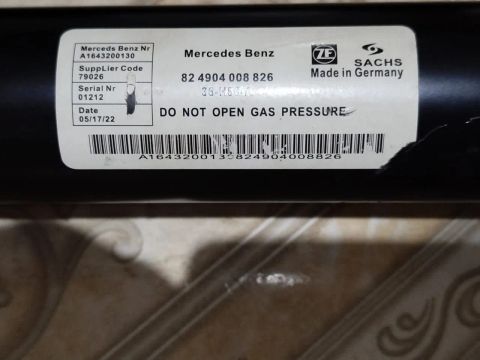 Merceds Benz Nr
A1643200130
SuppLier Code
79026
Serial Nr
01212
Date
05/17/22
Mercedes Benz
82 4904 008 826
DO NOT OPEN GAS PRESSURE
ZF
SACHS
Made in Germany